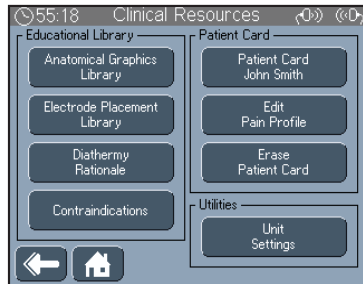 55:18 Clinical Resources
Educational Library
Anatomical Graphics
Library
Electrode Placement
Library
Diathermy
Rationale
Contraindications
Patient Card
Patient Card
John Smith
Edit
Pain Profile
Erase
Patient Card
Utilities
Unit
Settings